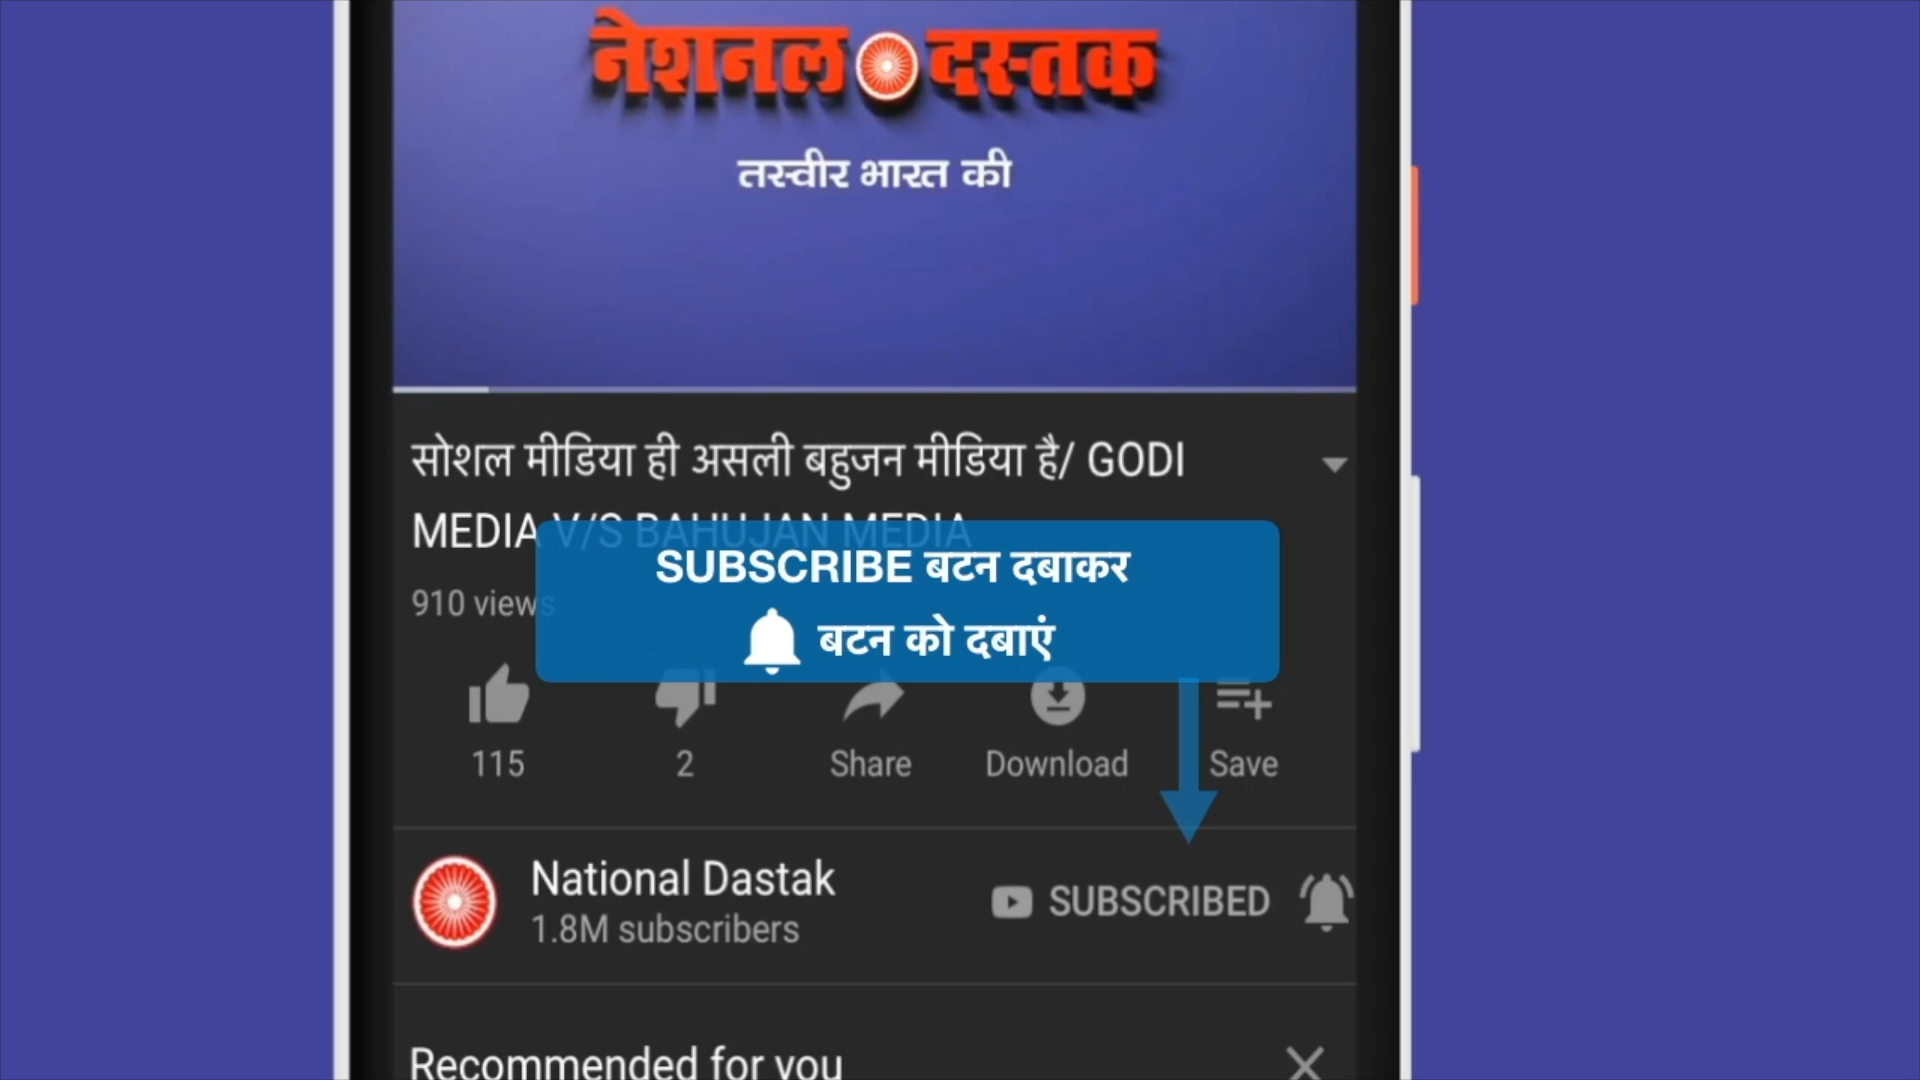 नेशनल दस्तक
तस्वीर भारत की
सोशल मीडिया ही असली बहुजन मीडिया है/ GODI
MEDIA V/S BAHUJAN MEDIA
SUBSCRIBE बटन दबाकर
बटन को दबाएं
910 views
115
2
Share
Download
Save
National Dastak
1.8M subscribers
SUBSCRIBED
Recommended for you